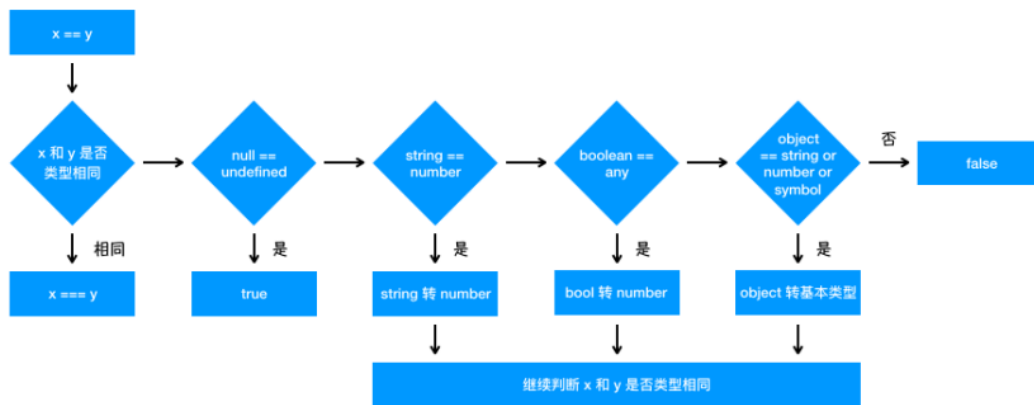 x == y
x 和 y 是否
类型相同
null ==
undefined
string ==
number
boolean ==
any
object
== string or
number or
symbol
否
false
相同
是
是
是
是
x === y
true
string 转 number
bool 转 number
object 转基本类型
继续判断 x 和 y 是否类型相同